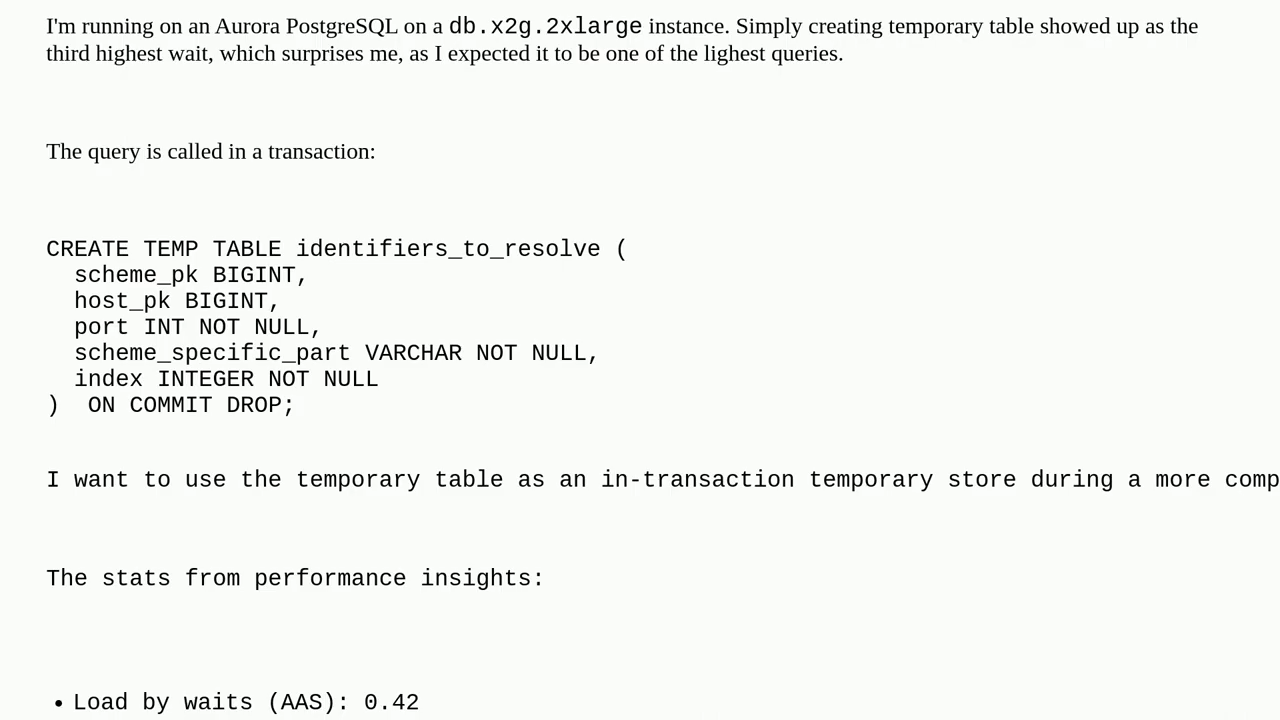 I'm running on an Aurora PostgreSQL on a db.x2g.2xlarge instance. Simply creating temporary table showed up as the
third highest wait, which surprises me, as I expected it to be one of the lighest queries.
The query is called in a transaction:
CREATE TEMP TABLE identifiers_to_resolve (
  scheme_pk BIGINT,
  host_pk BIGINT,
  port INT NOT NULL,
  scheme_specific_part VARCHAR NOT NULL,
  index INTEGER NOT NULL
)  ON COMMIT DROP;
I want to use the temporary table as an in-transaction temporary store during a more comp
The stats from performance insights:
• Load by waits (AAS): 0.42